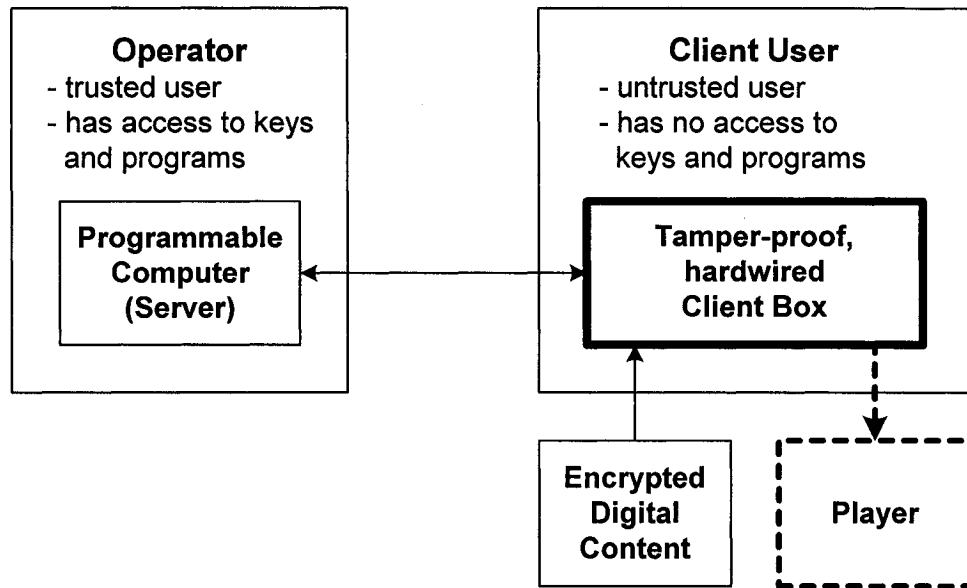 Operator
- trusted user
- has access to keys
and programs
Programmable
Computer
(Server)
Client User
- untrusted user
- has no access to
keys and programs
Tamper-proof,
hardwired
Client Box
Encrypted
Digital
Content
Player